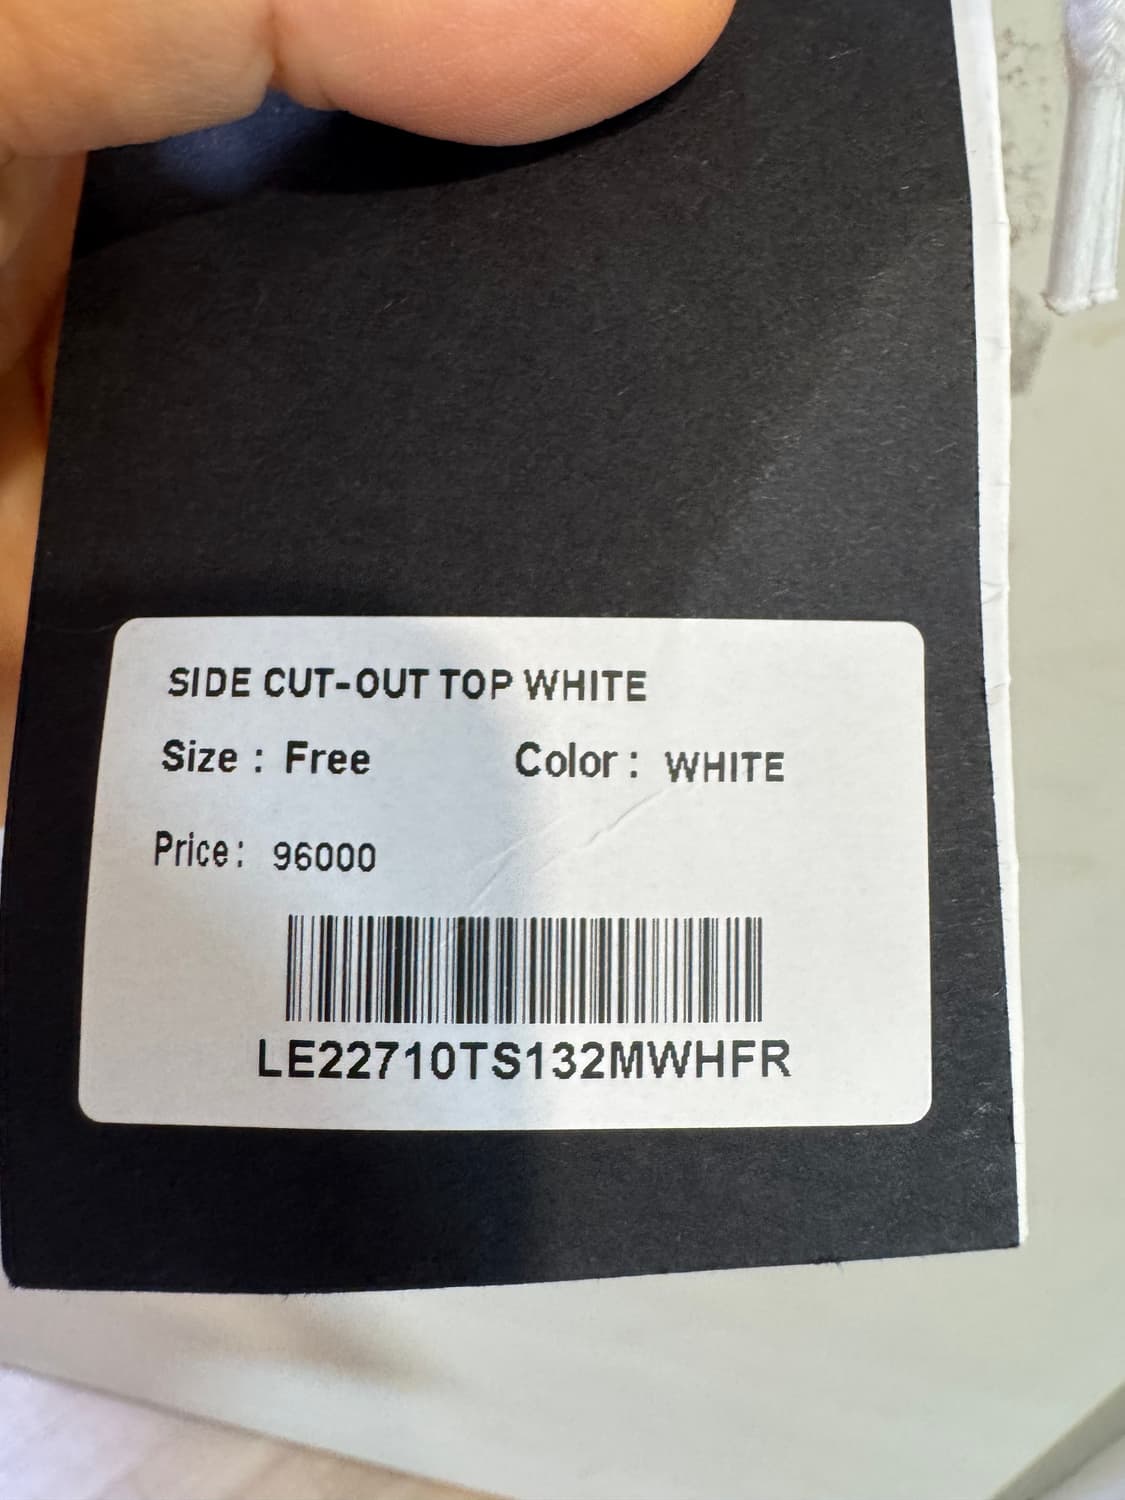 SIDE CUT-OUT TOP WHITE
Size : Free Color : WHITE
Price : 96000
LE22710TS132MWHFR